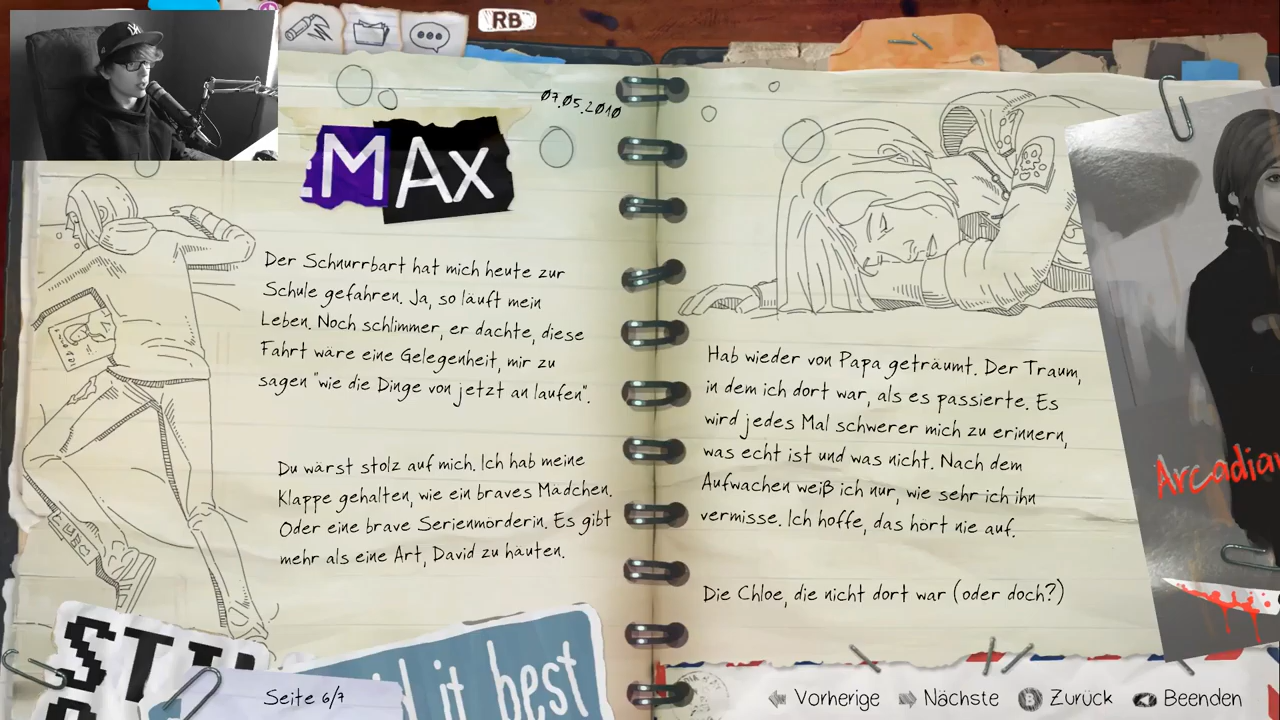 RB
07.05.2010
MAx
Der Schnurrbart hat mich heute zur
Schule gefahren. Ja, so läuft mein
Leben. Noch schlimmer, er dachte, diese
Fahrt wäre eine Gelegenheit, mir zu
sagen "wie die Dinge von jetzt an laufen".
Du wärst stolz auf mich. Ich hab meine
Klappe gehalten, wie ein braves Mädchen.
Oder eine brave Serienmörderin. Es gibt
mehr als eine Art, David zu häuten.
it best
Seite 6/7
Hab wieder von Papa geträumt. Der Traum,
in dem ich dort war, als es passierte. Es
wird jedes Mal schwerer mich zu erinnern,
was echt ist und was nicht. Nach dem
Aufwachen weiß ich nur, wie sehr ich ihn
vermisse. Ich hoffe, das hört nie auf.
Die Chloe, die nicht dort war (oder doch?)
Vorherige Nächste B Zurück Beenden